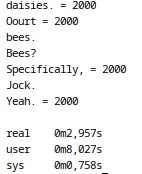 daisies. = 2000
Oourt = 2000
bees.
Bees?
Specifically, = 2000
Jock.
Yeah. = 2000
real 0m2,957s
user 0m8,027s
sys 0m0,758s_